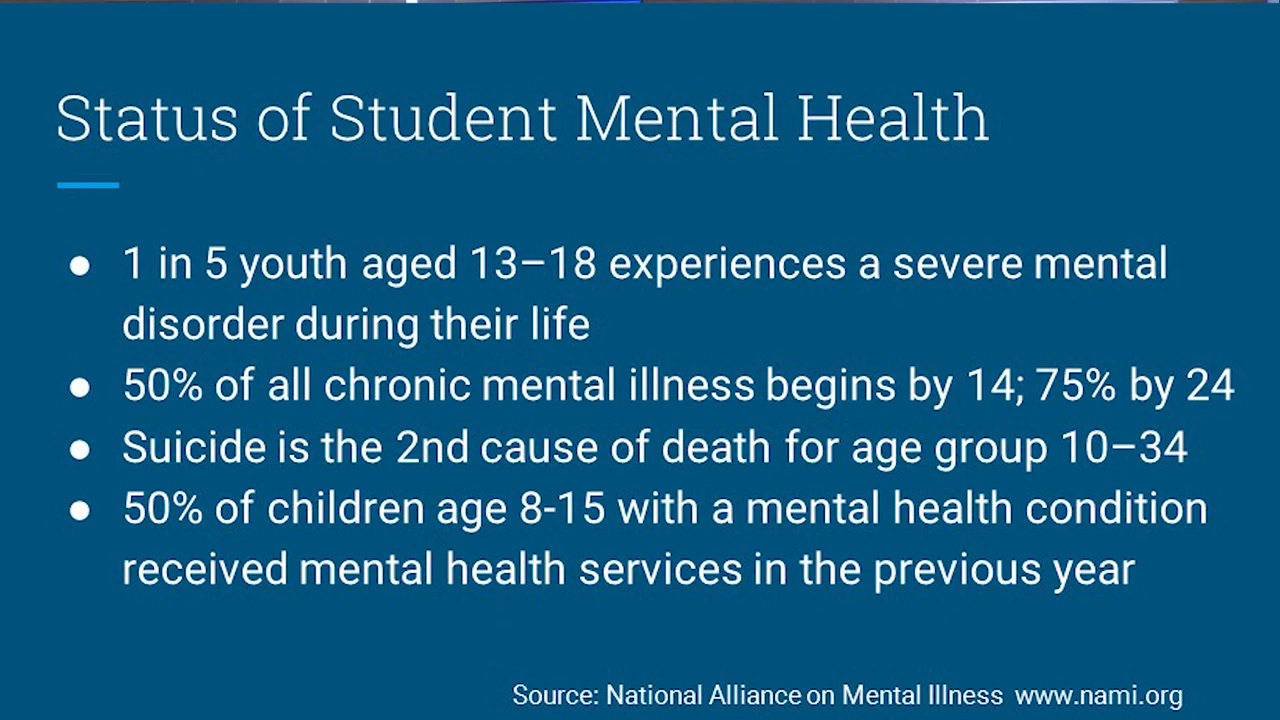 Status of Student Mental Health
● 1 in 5 youth aged 13–18 experiences a severe mental
disorder during their life
● 50% of all chronic mental illness begins by 14; 75% by 24
● Suicide is the 2nd cause of death for age group 10–34
● 50% of children age 8-15 with a mental health condition
received mental health services in the previous year
Source: National Alliance on Mental Illness www.nami.org